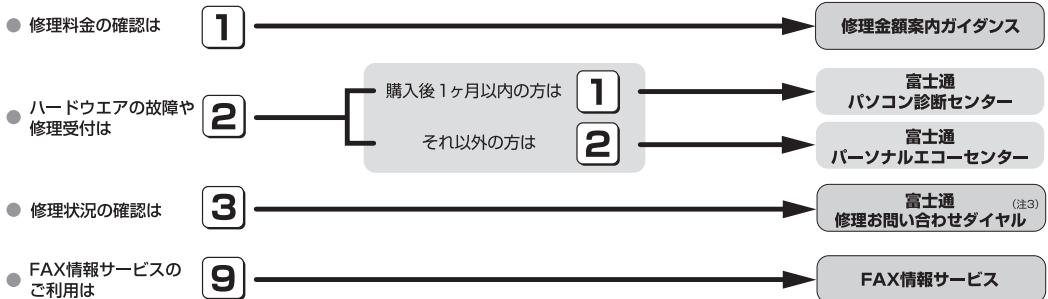 修理料金の確認は 1 修理金額案内ガイダンス
ハードウエアの故障や
修理受付は
2
購入後1ヶ月以内の方は 1
富士通
パソコン診断センター
それ以外の方は 2
富士通
パーソナルエコーセンター
修理状況の確認は 3
富士通 (注3)
修理お問い合わせダイヤル
FAX情報サービスの
ご利用は
9
FAX情報サービス